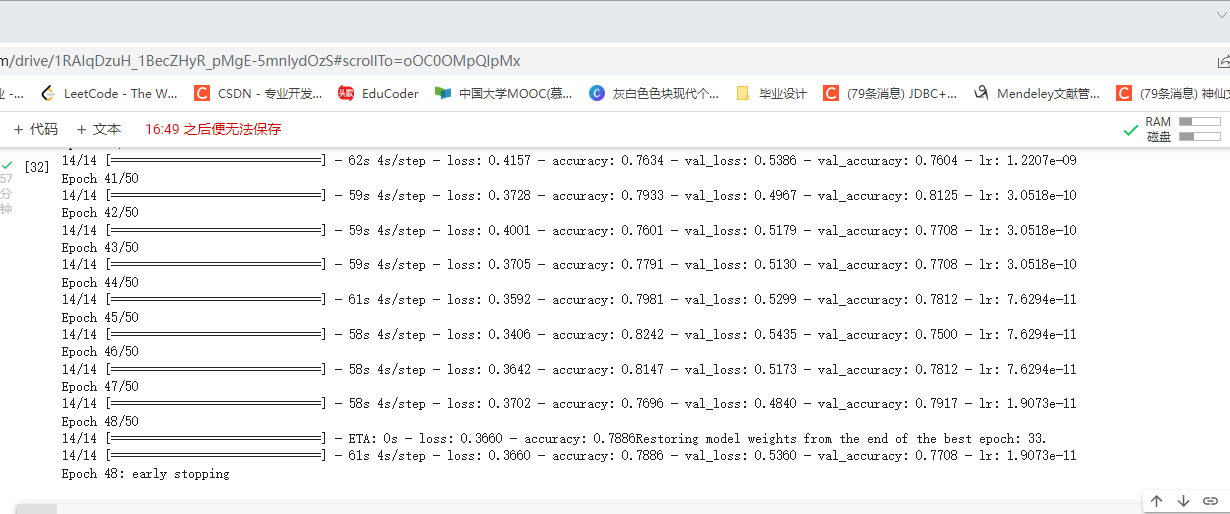 m/drive/1RAIqDzuH_1BecZHyR_pMgE-5mnlydOzS#scrollTo=oOC0OMpQlpMx
LeetCode - The W... CSDN - 专业开发... EduCoder 中国大学MOOC(慕... 灰白色色块现代个... 毕业设计 (79条消息) JDBC+... Mendeley文献管... (79条消息) 神仙
+ 代码 + 文本 16:49 之后便无法保存 RAM
磁盘
[32] 14/14 [==============================] - 62s 4s/step - loss: 0.4157 - accuracy: 0.7634 - val_loss: 0.5386 - val_accuracy: 0.7604 - lr: 1.2207e-09
57
分
钟
Epoch 41/50
14/14 [==============================] - 59s 4s/step - loss: 0.3728 - accuracy: 0.7933 - val_loss: 0.4967 - val_accuracy: 0.8125 - lr: 3.0518e-10
Epoch 42/50
14/14 [==============================] - 59s 4s/step - loss: 0.4001 - accuracy: 0.7601 - val_loss: 0.5179 - val_accuracy: 0.7708 - lr: 3.0518e-10
Epoch 43/50
14/14 [==============================] - 59s 4s/step - loss: 0.3705 - accuracy: 0.7791 - val_loss: 0.5130 - val_accuracy: 0.7708 - lr: 3.0518e-10
Epoch 44/50
14/14 [==============================] - 61s 4s/step - loss: 0.3592 - accuracy: 0.7981 - val_loss: 0.5299 - val_accuracy: 0.7812 - lr: 7.6294e-11
Epoch 45/50
14/14 [==============================] - 58s 4s/step - loss: 0.3406 - accuracy: 0.8242 - val_loss: 0.5435 - val_accuracy: 0.7500 - lr: 7.6294e-11
Epoch 46/50
14/14 [==============================] - 58s 4s/step - loss: 0.3642 - accuracy: 0.8147 - val_loss: 0.5173 - val_accuracy: 0.7812 - lr: 7.6294e-11
Epoch 47/50
14/14 [==============================] - 58s 4s/step - loss: 0.3702 - accuracy: 0.7696 - val_loss: 0.4840 - val_accuracy: 0.7917 - lr: 1.9073e-11
Epoch 48/50
14/14 [==============================] - ETA: 0s - loss: 0.3660 - accuracy: 0.7886Restoring model weights from the end of the best epoch: 33.
14/14 [==============================] - 61s 4s/step - loss: 0.3660 - accuracy: 0.7886 - val_loss: 0.5360 - val_accuracy: 0.7708 - lr: 1.9073e-11
Epoch 48: early stopping